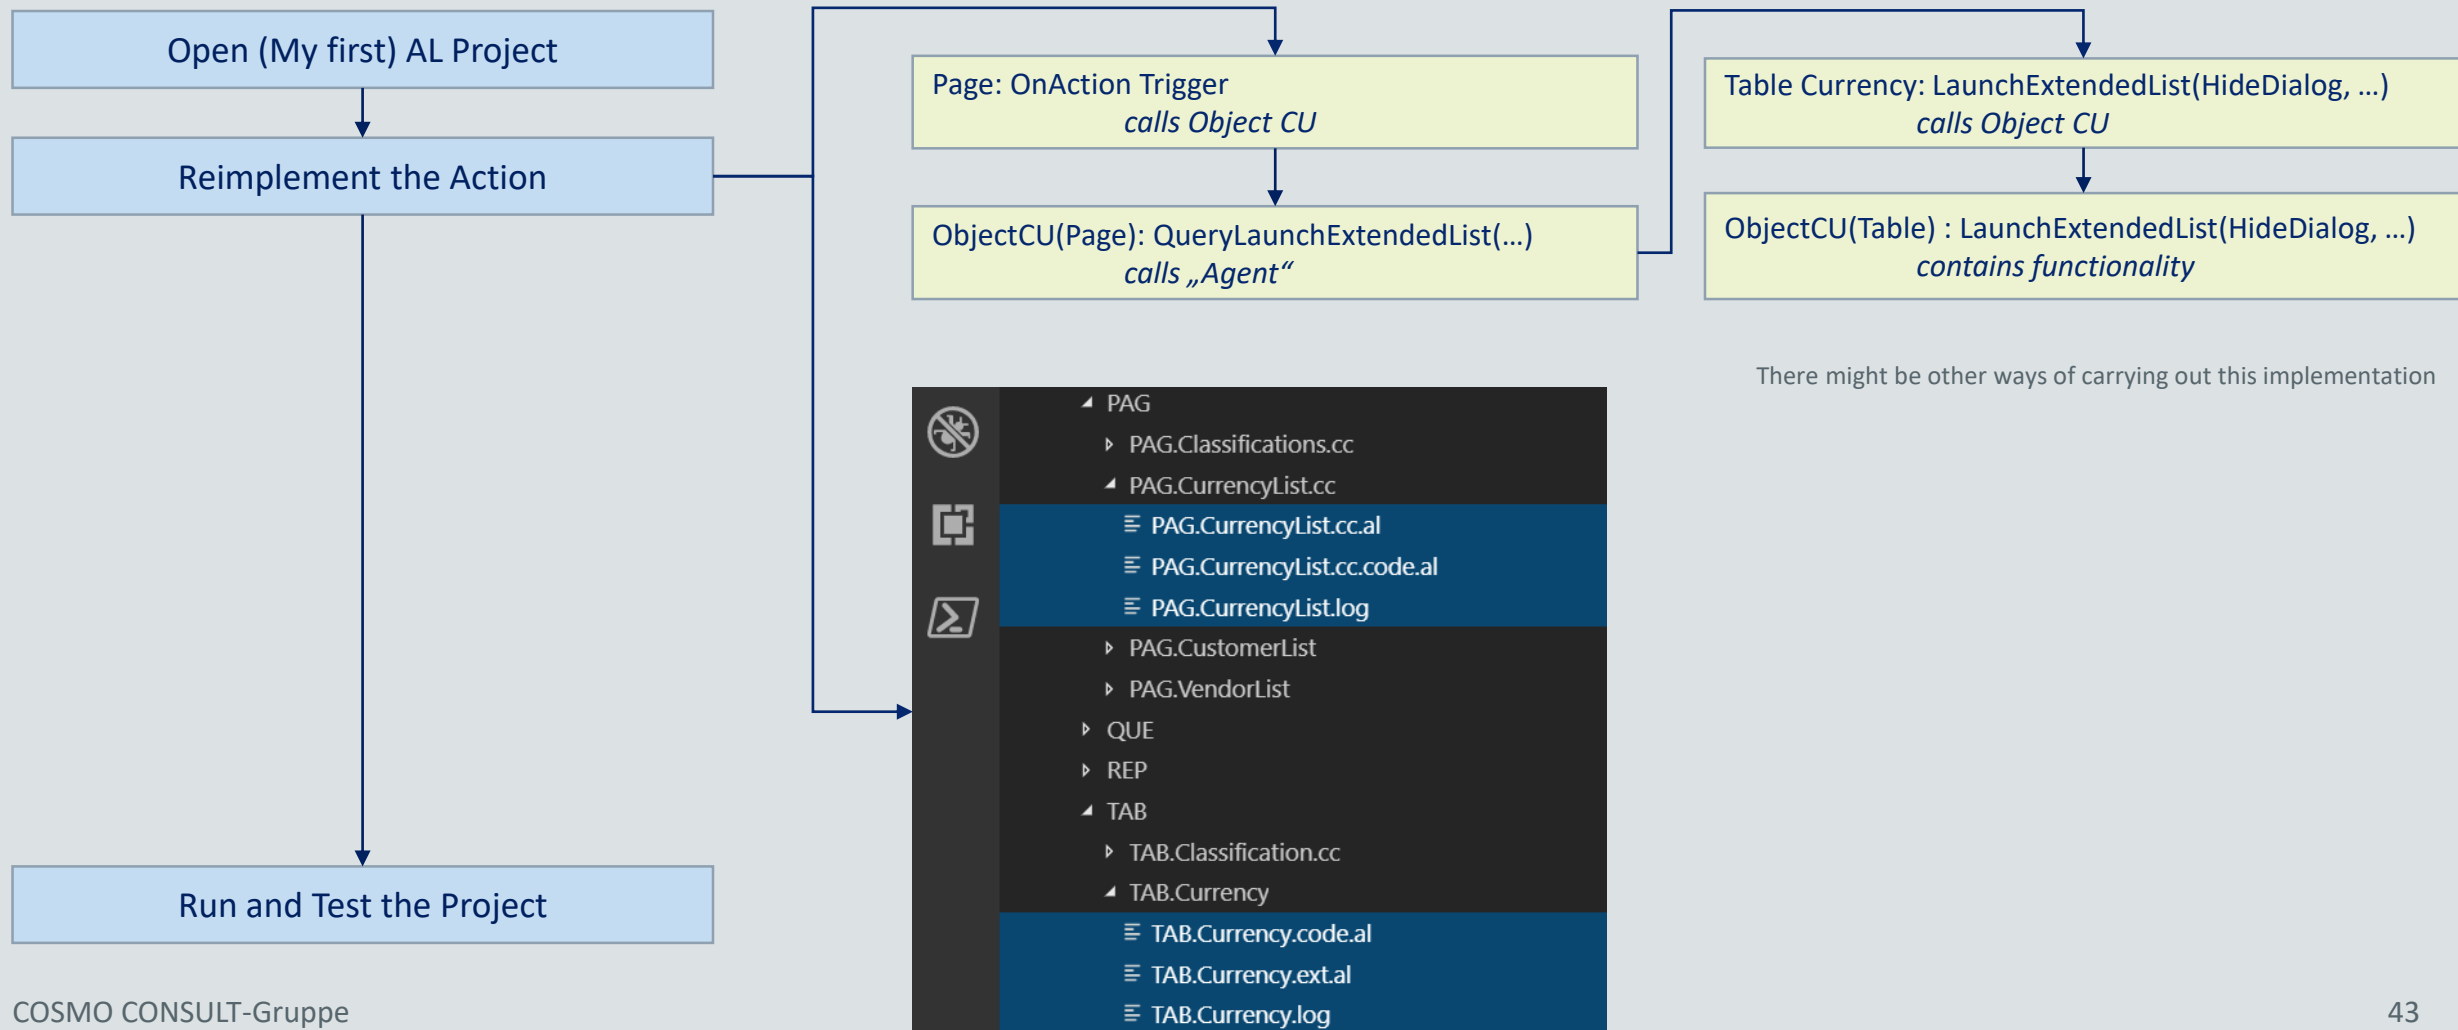 Open (My first) AL Project
Reimplement the Action
Run and Test the Project
Page: OnAction Trigger
calls Object CU
ObjectCU(Page): QueryLaunchExtendedList(…)
calls „Agent“
Table Currency: LaunchExtendedList(HideDialog, …)
calls Object CU
ObjectCU(Table) : LaunchExtendedList(HideDialog, …)
contains functionality
There might be other ways of carrying out this implementation
PAG
PAG.Classifications.cc
PAG.CurrencyList.cc
PAG.CurrencyList.cc.al
PAG.CurrencyList.cc.code.al
PAG.CurrencyList.log
PAG.CustomerList
PAG.VendorList
QUE
REP
TAB
TAB.Classification.cc
TAB.Currency
TAB.Currency.code.al
TAB.Currency.ext.al
TAB.Currency.log
COSMO CONSULT-Gruppe
43